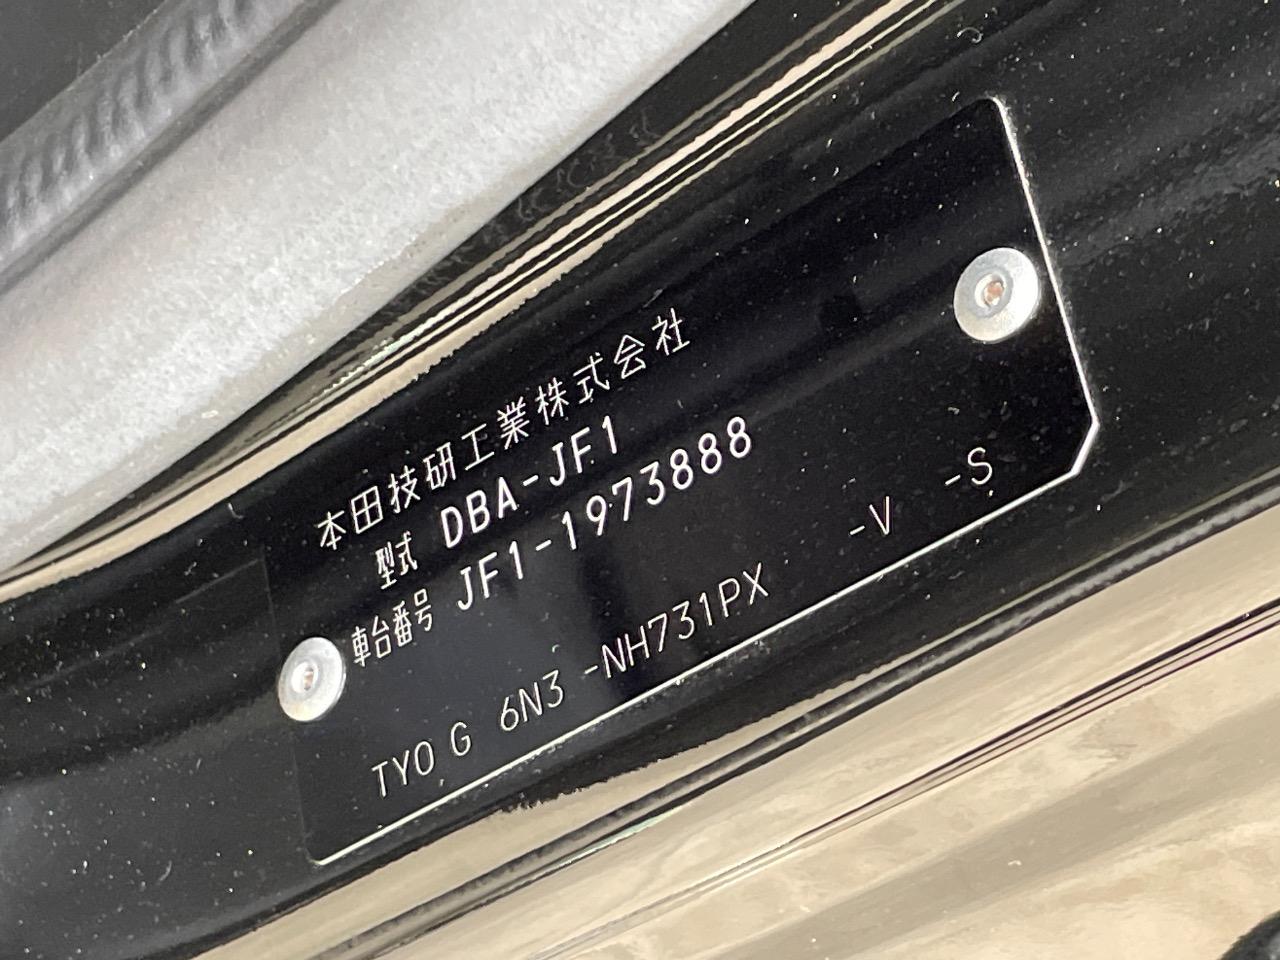 本田技研工業株式会社
型式 DBA-JF1
車台番号 JF1-1973888
TYO G 6N3 -NH731PX -V -S